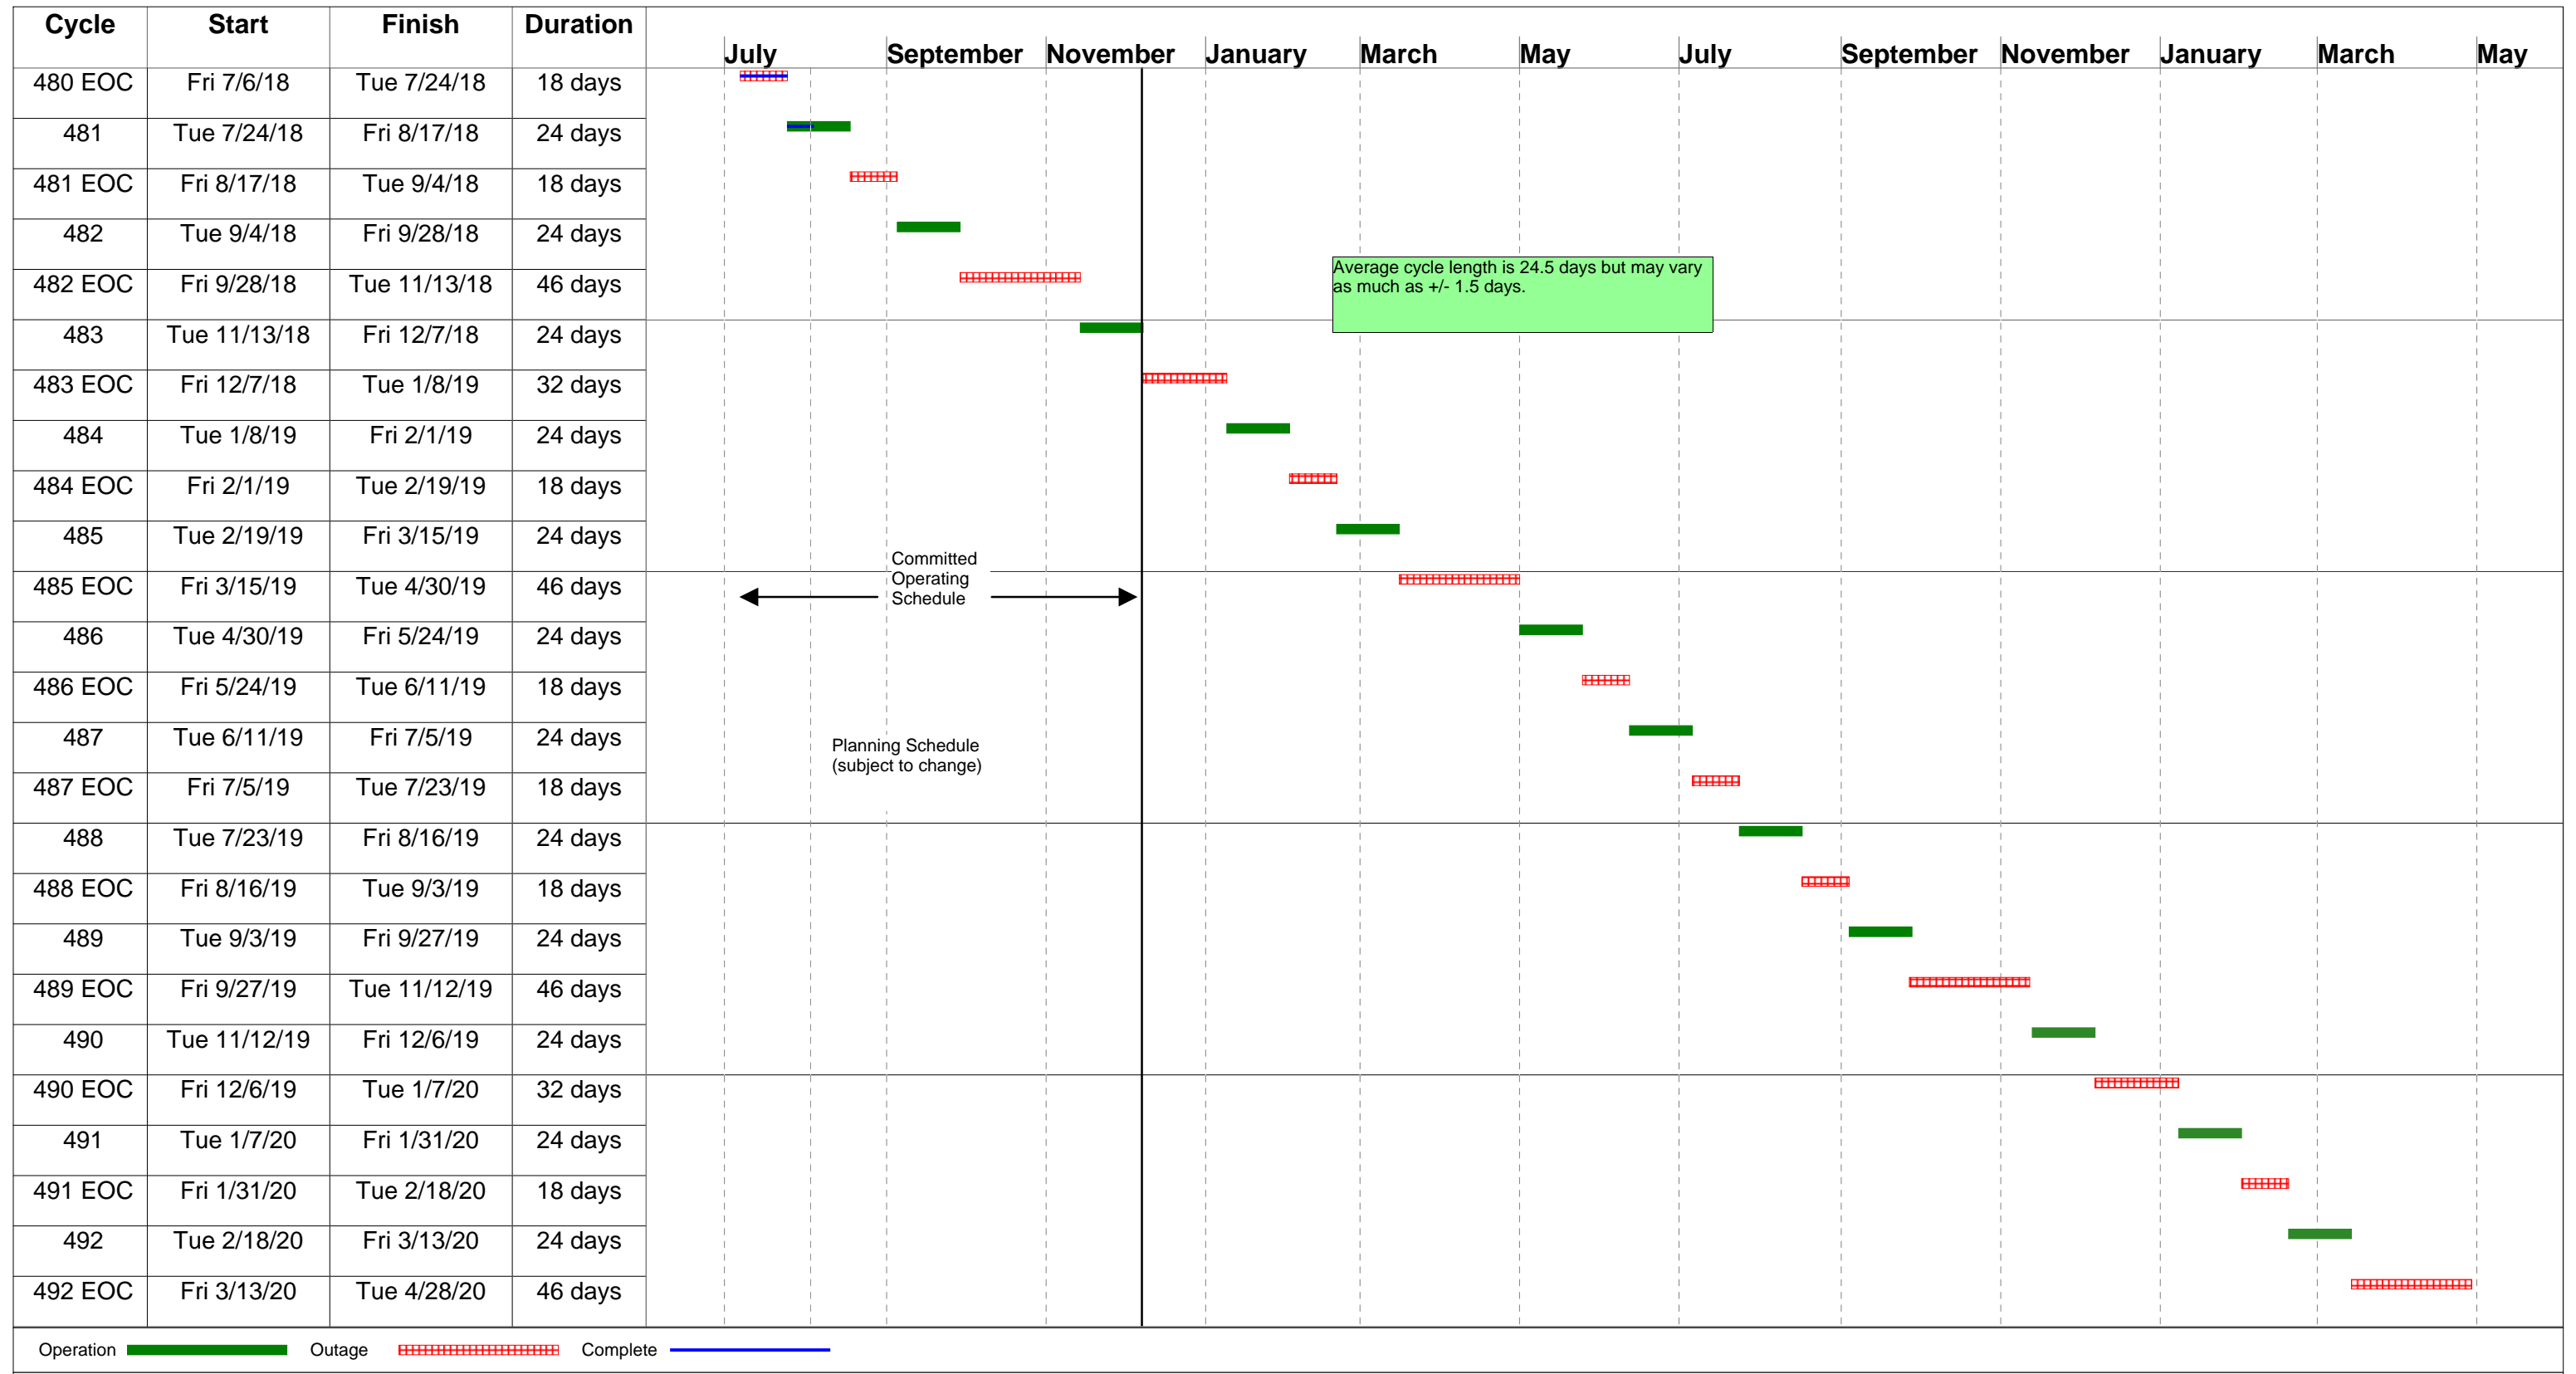 Cycle Start Finish Duration
July September November January March May July September November January March May
480 EOC Fri 7/6/18 Tue 7/24/18 18 days
481 Tue 7/24/18 Fri 8/17/18 24 days
481 EOC Fri 8/17/18 Tue 9/4/18 18 days
482 Tue 9/4/18 Fri 9/28/18 24 days
482 EOC Fri 9/28/18 Tue 11/13/18 46 days
Average cycle length is 24.5 days but may vary
as much as +/- 1.5 days.
483 Tue 11/13/18 Fri 12/7/18 24 days
483 EOC Fri 12/7/18 Tue 1/8/19 32 days
484 Tue 1/8/19 Fri 2/1/19 24 days
484 EOC Fri 2/1/19 Tue 2/19/19 18 days
485 Tue 2/19/19 Fri 3/15/19 24 days
Committed
Operating
Schedule
485 EOC Fri 3/15/19 Tue 4/30/19 46 days
486 Tue 4/30/19 Fri 5/24/19 24 days
486 EOC Fri 5/24/19 Tue 6/11/19 18 days
487 Tue 6/11/19 Fri 7/5/19 24 days
Planning Schedule
(subject to change)
487 EOC Fri 7/5/19 Tue 7/23/19 18 days
488 Tue 7/23/19 Fri 8/16/19 24 days
488 EOC Fri 8/16/19 Tue 9/3/19 18 days
489 Tue 9/3/19 Fri 9/27/19 24 days
489 EOC Fri 9/27/19 Tue 11/12/19 46 days
490 Tue 11/12/19 Fri 12/6/19 24 days
490 EOC Fri 12/6/19 Tue 1/7/20 32 days
491 Tue 1/7/20 Fri 1/31/20 24 days
491 EOC Fri 1/31/20 Tue 2/18/20 18 days
492 Tue 2/18/20 Fri 3/13/20 24 days
492 EOC Fri 3/13/20 Tue 4/28/20 46 days
Operation Outage Complete